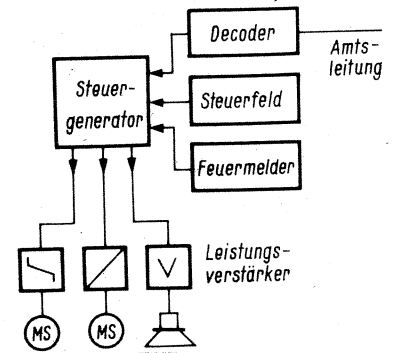 Decoder
Amts-
leitung
Steuer-
generator
Steuerfeld
Feuermelder
V
Leistungs-
verstärker
MS
MS